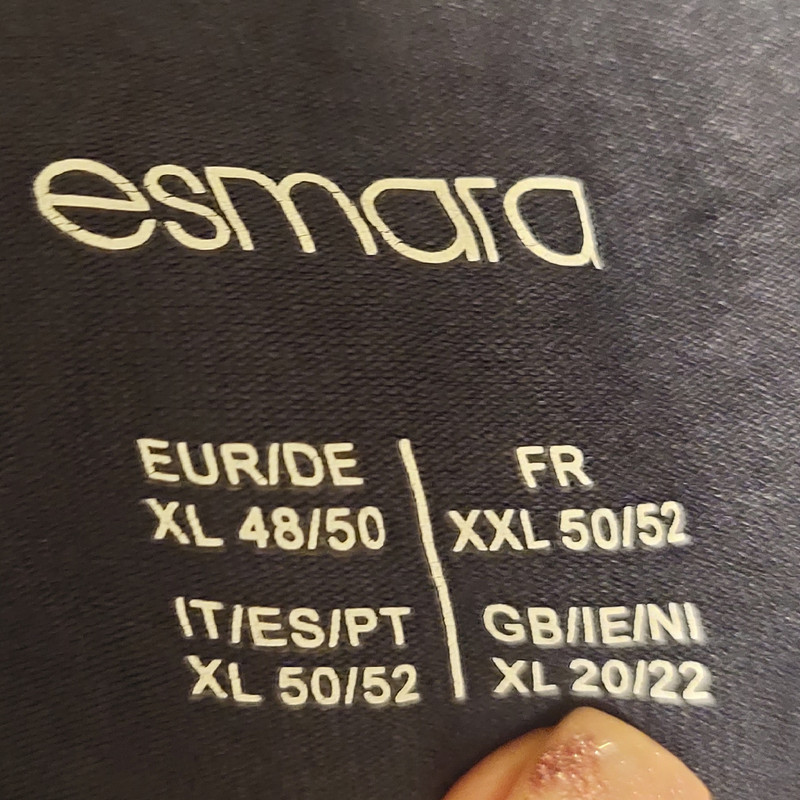 esmara
EUR/DE
XL 48/50
FR
XXL 50/52
IT/ES/PT
XL 50/52
GB/IE/NI
XL 20/22